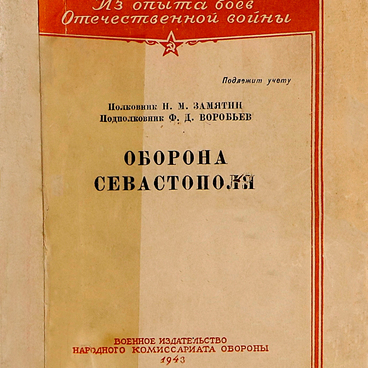 Из опыта боев
Отечественной войны
Подлежит учету
Полковник Н. М. ЗАМЯТИН
Подполковник Ф. Д. ВОРОБЬЕВ
ОБОРОНА
СЕВАСТОПОЛЯ
ВОЕННОЕ ИЗДАТЕЛЬСТВО
НАРОДНОГО КОМИССАРИАТА ОБОРОНЫ
1943